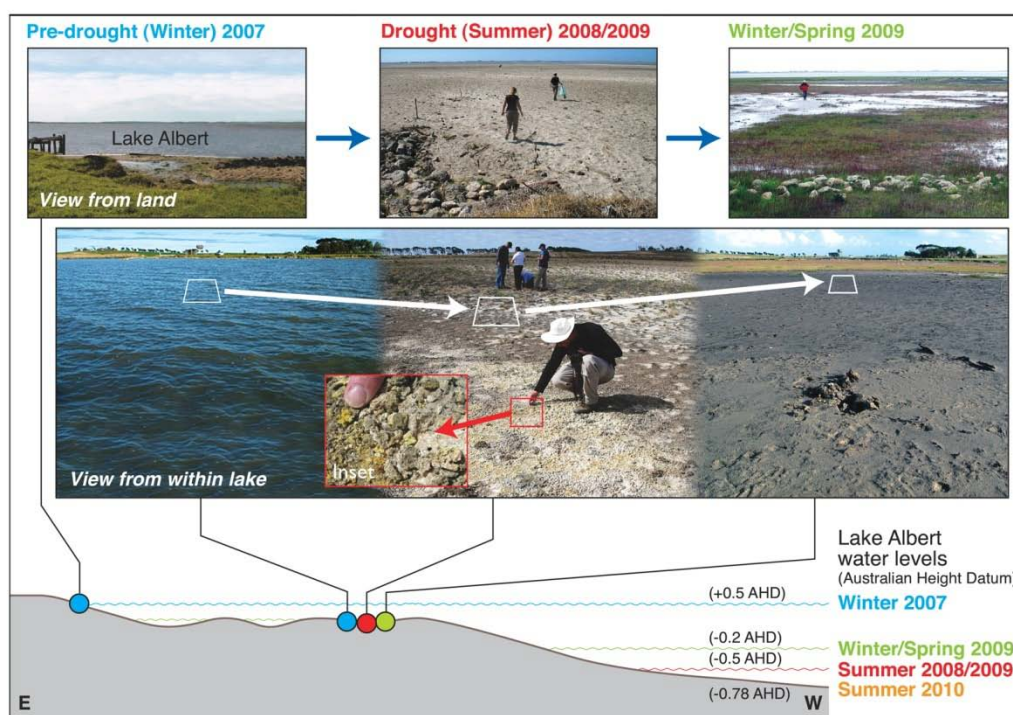 Pre-drought (Winter) 2007
Drought (Summer) 2008/2009
Winter/Spring 2009
Lake Albert
View from land
Inset
View from within lake
Lake Albert
water levels
(Australian Height Datum)
(+0.5 AHD)
Winter 2007
(-0.2 AHD)
Winter/Spring 2009
(-0.5 AHD)
Summer 2008/2009
(-0.78 AHD)
Summer 2010
E
W